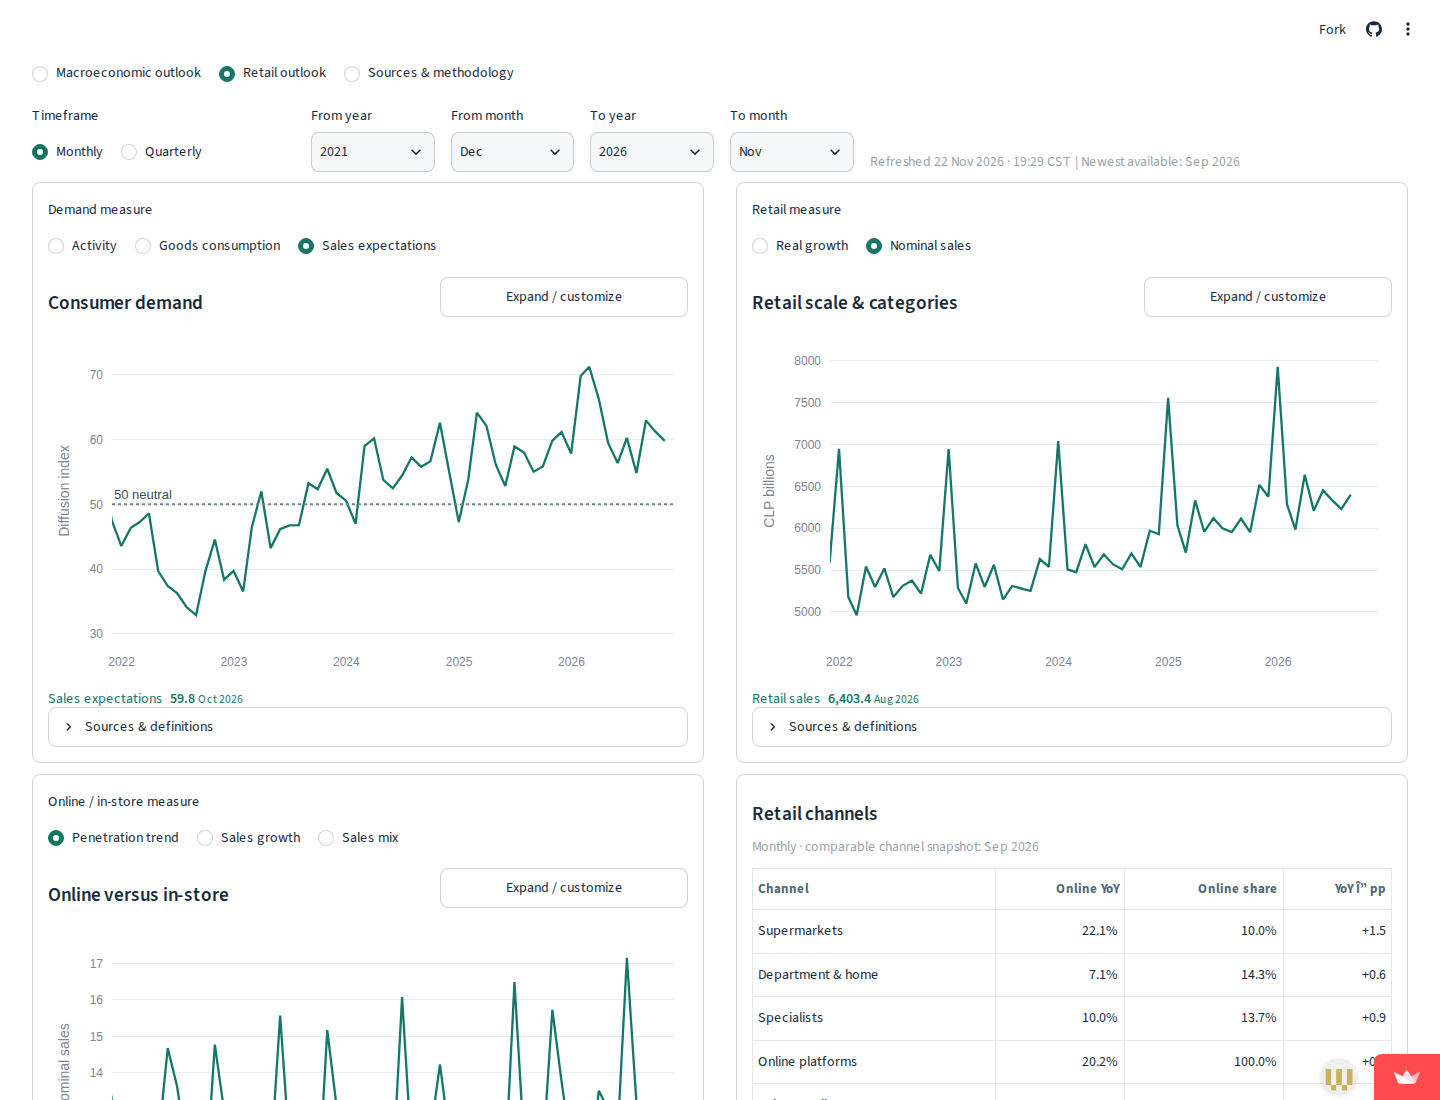 Fork
Macroeconomic outlook Retail outlook Sources & methodology
Timeframe From year From month To year To month
Monthly Quarterly 2021 Dec 2026 Nov Refreshed 22 Nov 2026 · 19:29 CST | Newest available: Sep 2026
Demand measure
Activity Goods consumption Sales expectations
Consumer demand Expand / customize
70
60
50 neutral
50
40
30
Diffusion index
2022 2023 2024 2025 2026
Sales expectations 59.8 Oct 2026
Sources & definitions
Retail measure
Real growth Nominal sales
Retail scale & categories Expand / customize
8000
7500
7000
6500
6000
5500
5000
CLP billions
2022 2023 2024 2025 2026
Retail sales 6,403.4 Aug 2026
Sources & definitions
Online / in-store measure
Penetration trend Sales growth Sales mix
Online versus in-store Expand / customize
17
16
15
14
ominal sales
Retail channels
Monthly · comparable channel snapshot: Sep 2026
Channel Online YoY Online share YoY Î” pp
Supermarkets 22.1% 10.0% +1.5
Department & home 7.1% 14.3% +0.6
Specialists 10.0% 13.7% +0.9
Online platforms 20.2% 100.0%